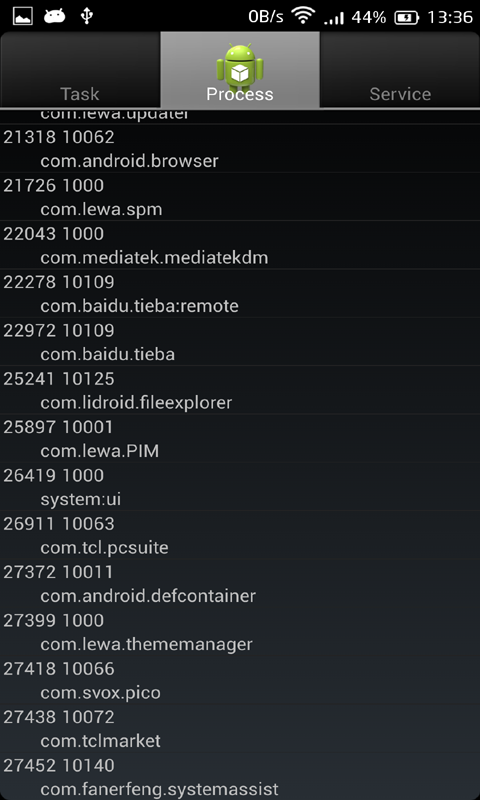 0B/s 44% 13:36
Task Process Service
com.lewa.updater
21318 10062
com.android.browser
21726 1000
com.lewa.spm
22043 1000
com.mediatek.mediatekdm
22278 10109
com.baidu.tieba:remote
22972 10109
com.baidu.tieba
25241 10125
com.lidroid.fileexplorer
25897 10001
com.lewa.PIM
26419 1000
system:ui
26911 10063
com.tcl.pcsuite
27372 10011
com.android.defcontainer
27399 1000
com.lewa.thememanager
27418 10066
com.svox.pico
27438 10072
com.tclmarket
27452 10140
com.fanerfeng.systemassist